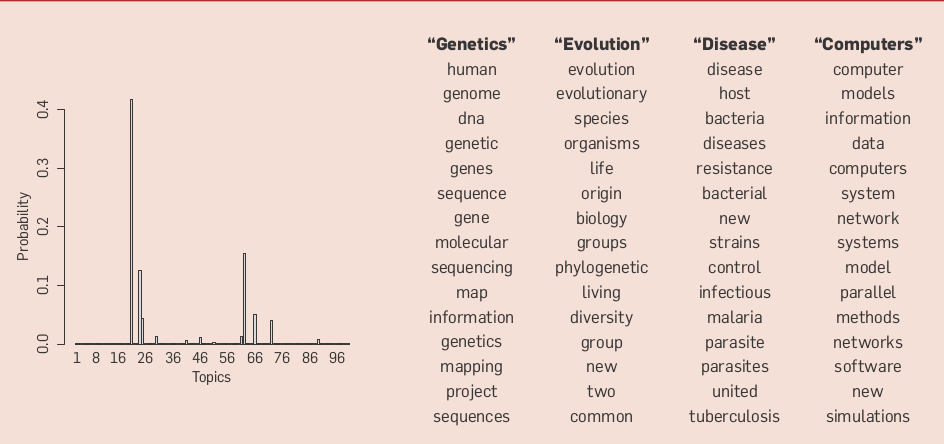 0.4
0.3
0.2
0.1
0.0
Probability
1 8 16 26 36 46 56 66 76 86 96
Topics
“Genetics” “Evolution” “Disease” “Computers”
human evolution disease computer
genome evolutionary host models
dna species bacteria information
genetic organisms diseases data
genes life resistance computers
sequence origin bacterial system
gene biology new network
molecular groups strains systems
sequencing phylogenetic control model
map living infectious parallel
information diversity malaria methods
genetics group parasite networks
mapping new parasites software
project two united new
sequences common tuberculosis simulations